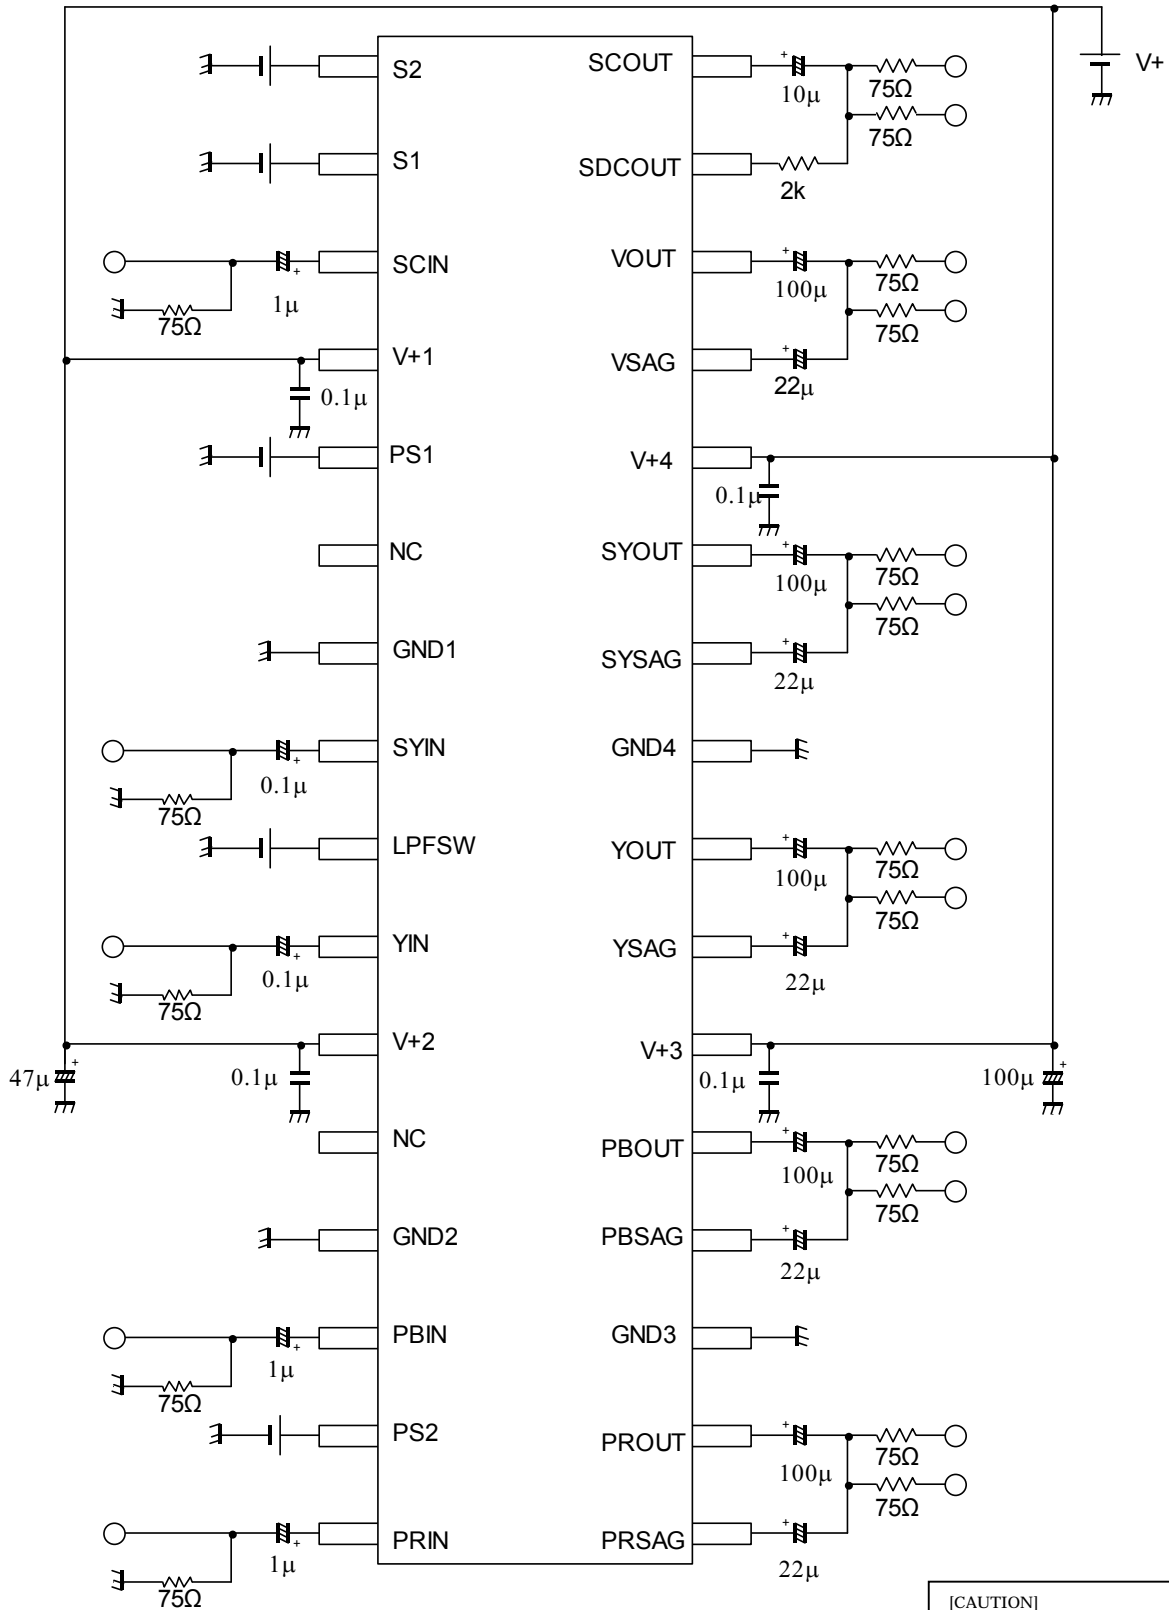 V+
S2
SCOUT
10μ
75Ω
75Ω
S1
SDCOUT
2k
SCIN
1μ
75Ω
VOUT
100μ
75Ω
75Ω
V+1
0.1μ
VSAG
22μ
PS1
V+4
0.1μ
NC
SYOUT
100μ
75Ω
75Ω
GND1
SYSAG
22μ
SYIN
0.1μ
75Ω
GND4
LPFSW
YOUT
100μ
75Ω
75Ω
YIN
0.1μ
75Ω
YSAG
22μ
V+2
47μ
+
0.1μ
V+3
0.1μ
100μ
+
NC
PBOUT
100μ
75Ω
75Ω
GND2
PBSAG
22μ
PBIN
1μ
75Ω
GND3
PS2
PROUT
100μ
75Ω
75Ω
PRIN
1μ
75Ω
PRSAG
22μ
[CAUTION]